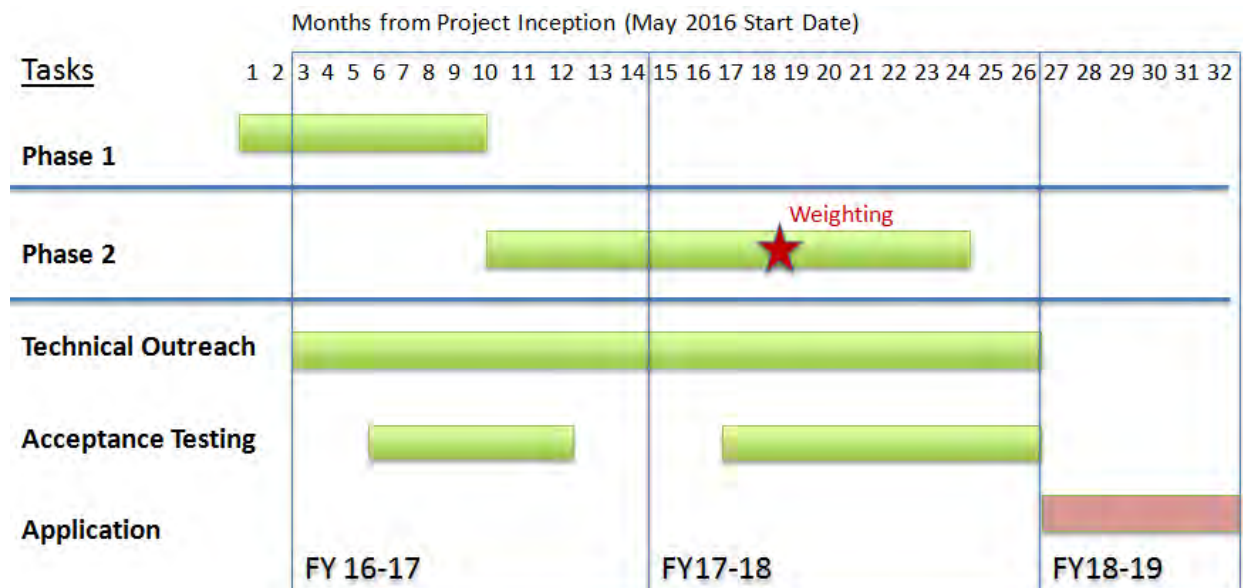 Months from Project Inception (May 2016 Start Date)
Tasks 1 2 3 4 5 6 7 8 9 10 11 12 13 14 15 16 17 18 19 20 21 22 23 24 25 26 27 28 29 30 31 32
Phase 1
Weighting
Phase 2
Technical Outreach
Acceptance Testing
Application
FY 16-17 FY17-18 FY18-19